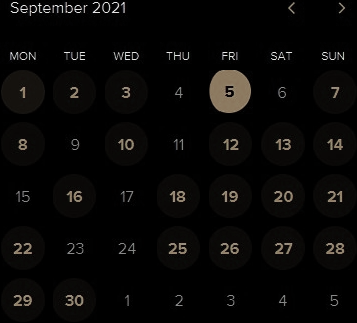 September 2021
MON TUE WED THU FRI SAT SUN
1 2 3 4 5 6 7
8 9 10 11 12 13 14
15 16 17 18 19 20 21
22 23 24 25 26 27 28
29 30 1 2 3 4 5